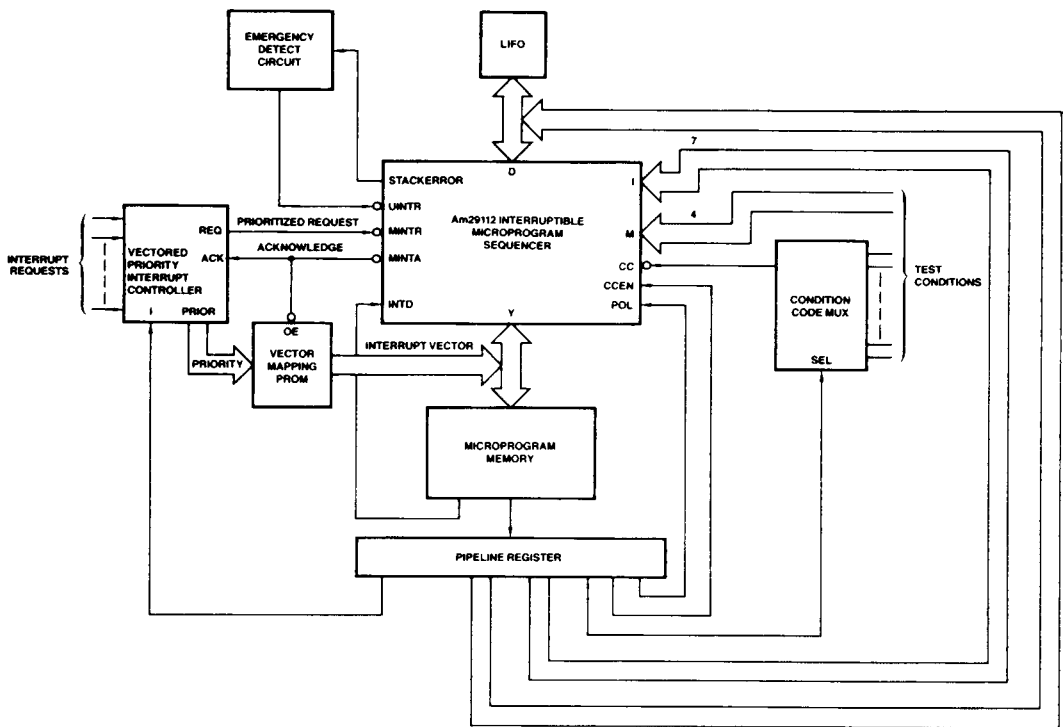 EMERGENCY
DETECT
CIRCUIT
LIFO
7
D
STACKERROR
I
UINTR
Am29112 INTERRUPTIBLE
MICROPROGRAM
SEQUENCER
4
M
INTERRUPT
REQUESTS
REQ
PRIORITIZED REQUEST
MINTR
VECTORED
PRIORITY
INTERRUPT
CONTROLLER
ACK
ACKNOWLEDGE
MINTA
CC
TEST
CONDITIONS
CCEN
CONDITION
CODE MUX
I
PRIOR
INTD
POL
OE
Y
SEL
PRIORITY
VECTOR
MAPPING
PROM
INTERRUPT VECTOR
MICROPROGRAM
MEMORY
PIPELINE REGISTER